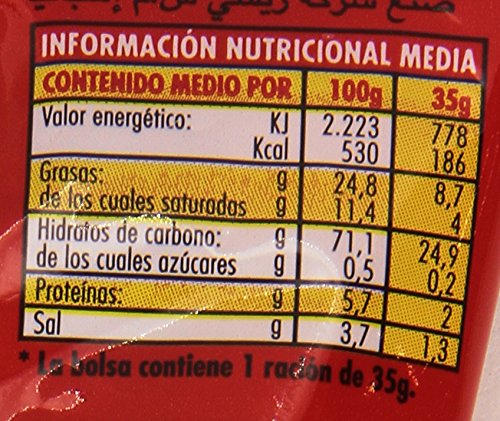 INFORMACIÓN NUTRICIONAL MEDIA
CONTENIDO MEDIO POR 100g 35g
Valor energético: KJ 2.223 778
Kcal 530 186
Grasas: g 24,8 8,7
de los cuales saturadas g 11,4 4
Hidratos de carbono: g 71,1 24,9
de los cuales azúcares g 0,5 0,2
Proteínas: g 5,7 2
Sal g 3,7 1,3
* La bolsa contiene 1 ración de 35g.